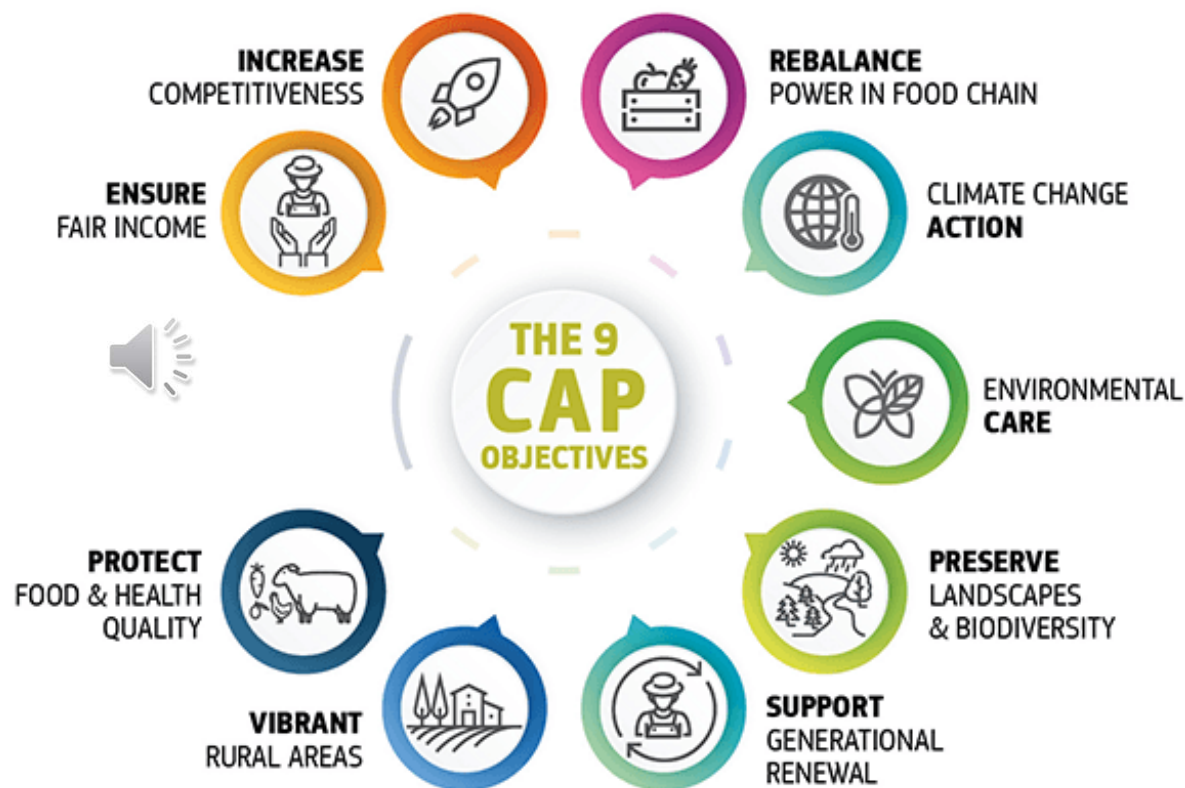 INCREASE
COMPETITIVENESS
REBALANCE
POWER IN FOOD CHAIN
ENSURE
FAIR INCOME
CLIMATE CHANGE
ACTION
THE 9
CAP
OBJECTIVES
ENVIRONMENTAL
CARE
PROTECT
FOOD & HEALTH
QUALITY
PRESERVE
LANDSCAPES
& BIODIVERSITY
VIBRANT
RURAL AREAS
SUPPORT
GENERATIONAL
RENEWAL